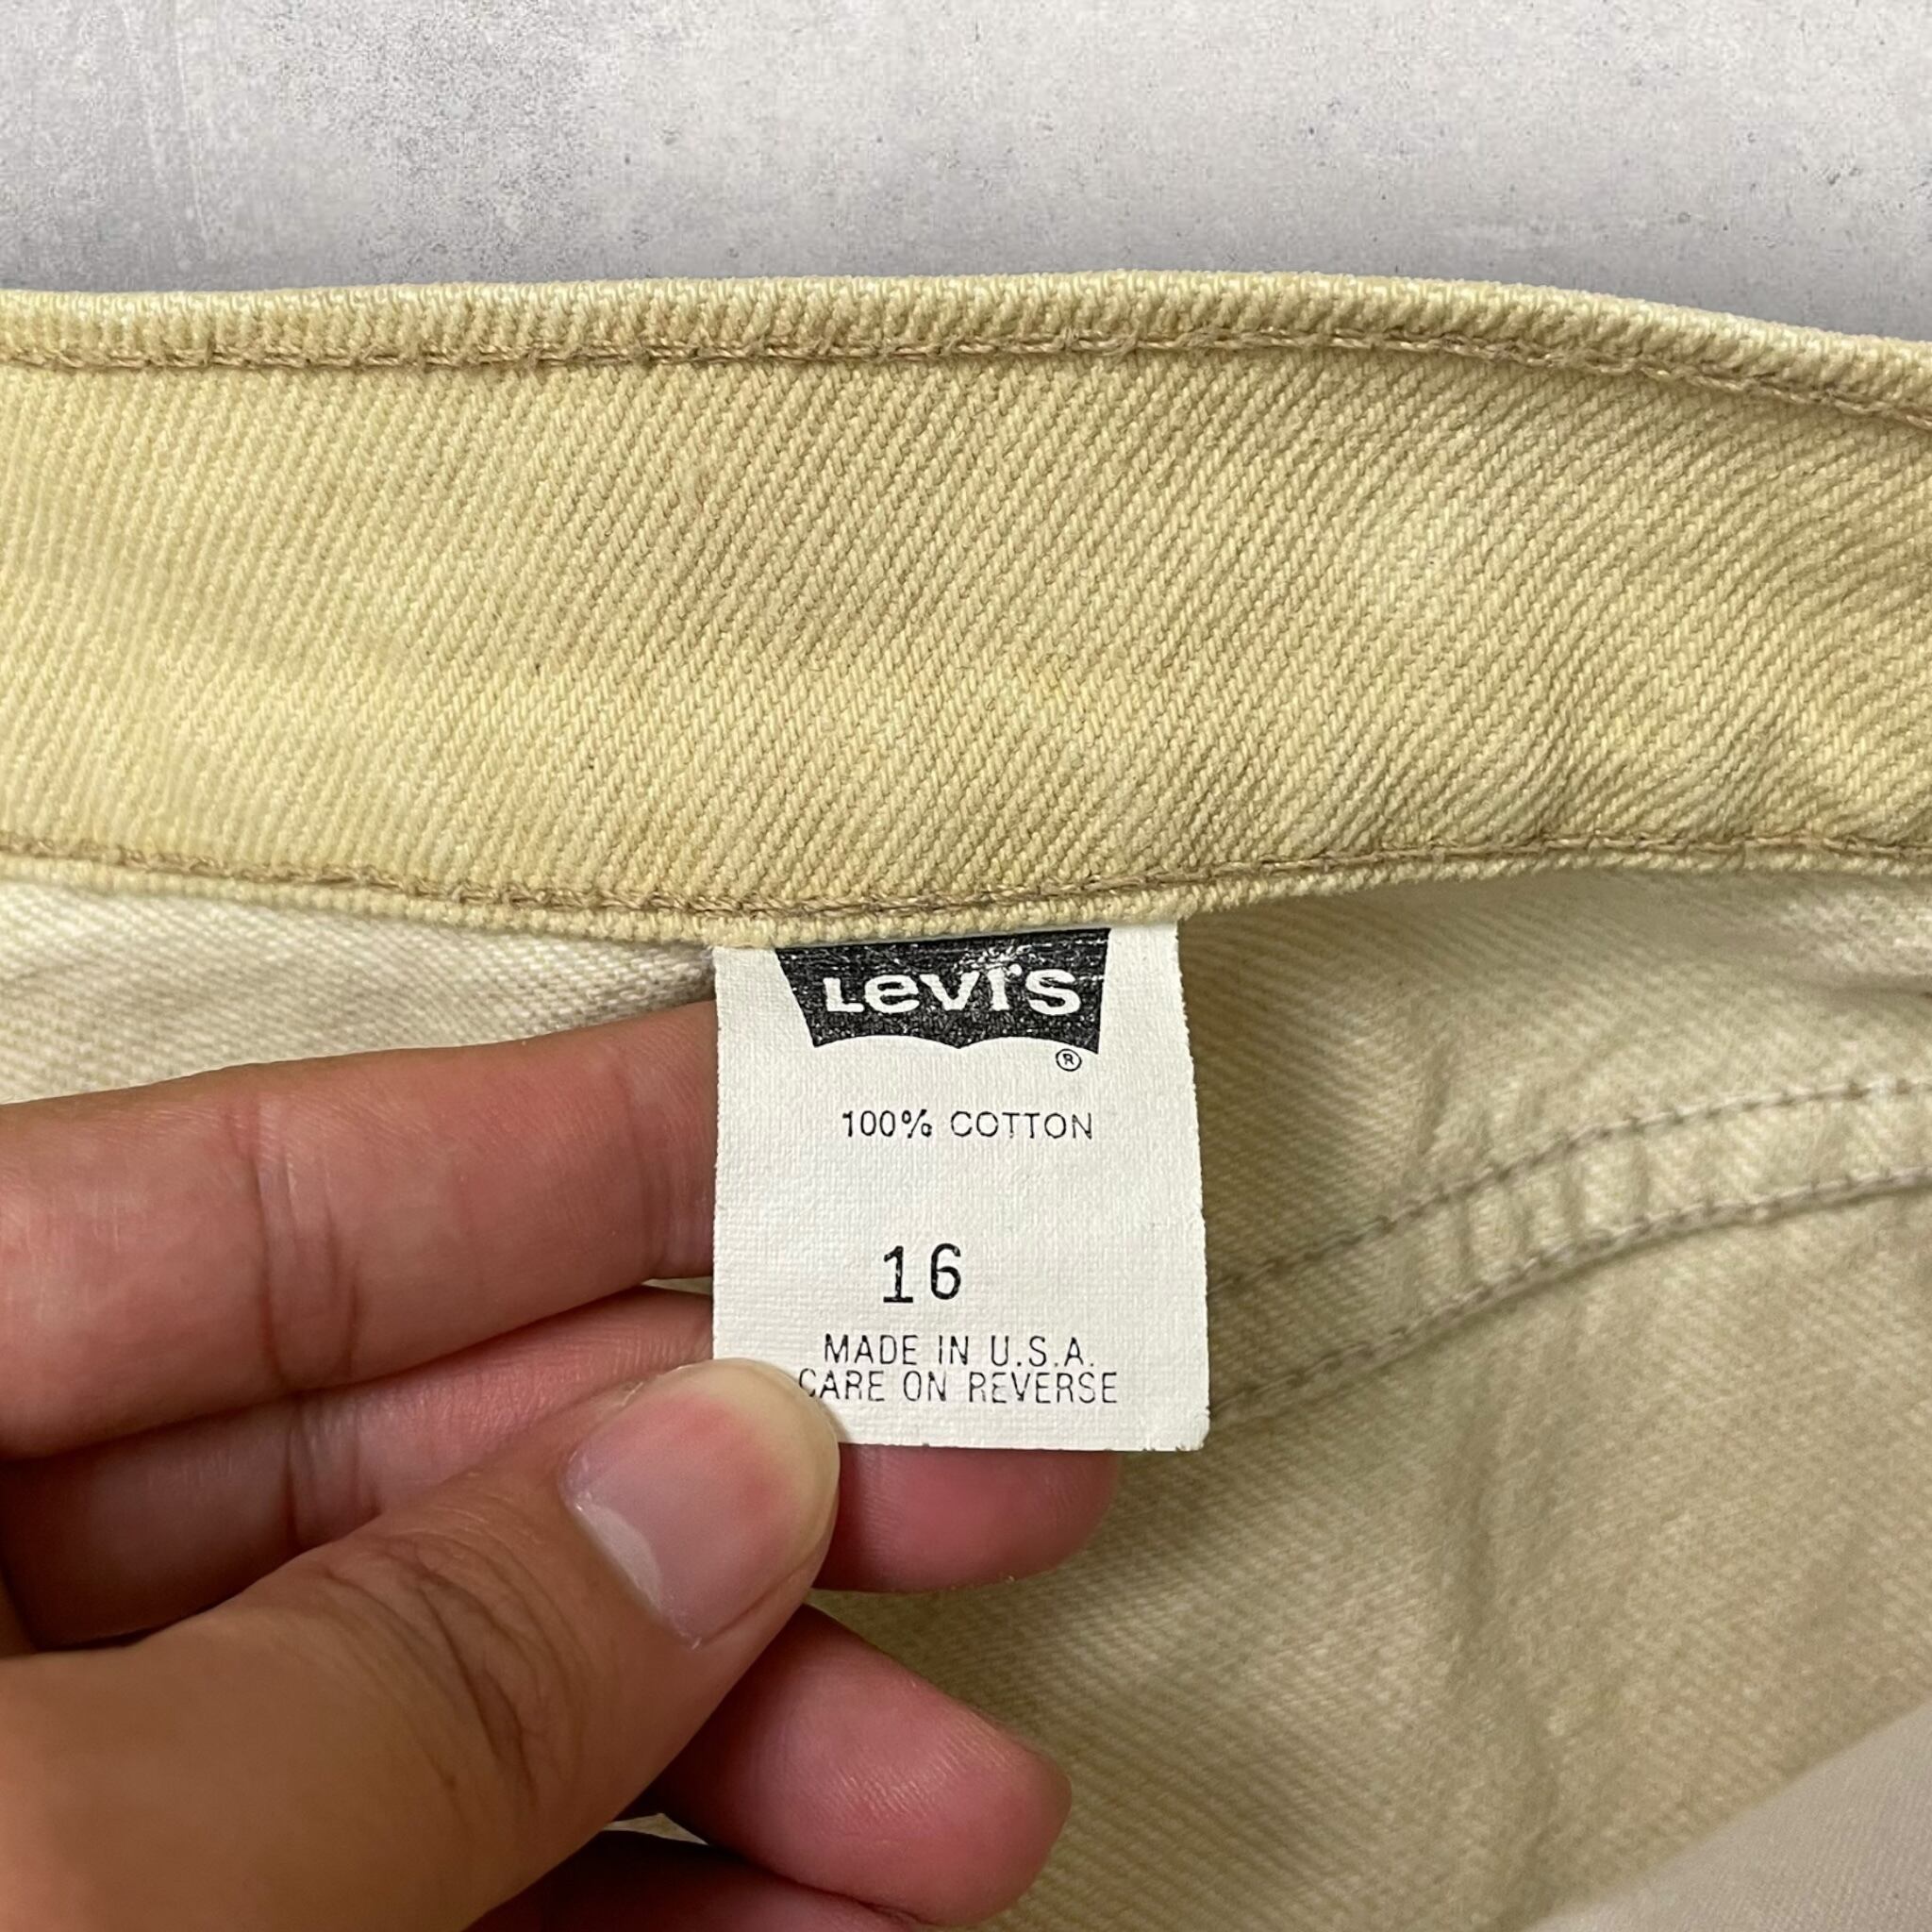 Levi's
®
100% COTTON
16
MADE IN U.S.A.
CARE ON REVERSE